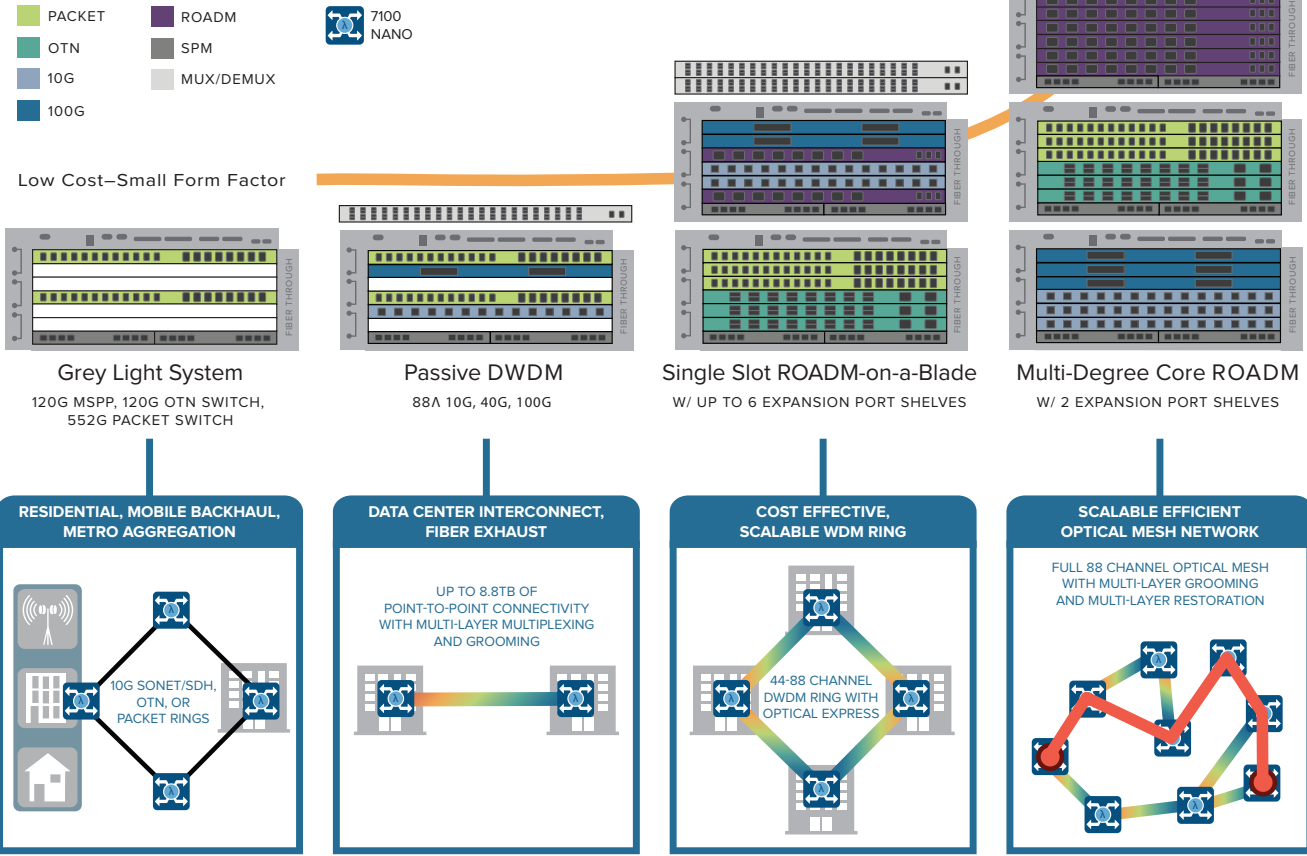 PACKET
OTN
10G
100G
ROADM
SPM
MUX/DEMUX
7100
NANO
Low Cost–Small Form Factor
FIBER THROUGH
FIBER THROUGH
FIBER THROUGH
FIBER THROUGH
FIBER THROUGH
FIBER THROUGH
FIBER THROUGH
Grey Light System
120G MSPP, 120G OTN SWITCH,
552G PACKET SWITCH
Passive DWDM
88Λ 10G, 40G, 100G
Single Slot ROADM-on-a-Blade
W/ UP TO 6 EXPANSION PORT SHELVES
Multi-Degree Core ROADM
W/ 2 EXPANSION PORT SHELVES
RESIDENTIAL, MOBILE BACKHAUL,
METRO AGGREGATION
10G SONET/SDH,
OTN, OR
PACKET RINGS
DATA CENTER INTERCONNECT,
FIBER EXHAUST
UP TO 8.8TB OF
POINT-TO-POINT CONNECTIVITY
WITH MULTI-LAYER MULTIPLEXING
AND GROOMING
COST EFFECTIVE,
SCALABLE WDM RING
44-88 CHANNEL
DWDM RING WITH
OPTICAL EXPRESS
SCALABLE EFFICIENT
OPTICAL MESH NETWORK
FULL 88 CHANNEL OPTICAL MESH
WITH MULTI-LAYER GROOMING
AND MULTI-LAYER RESTORATION